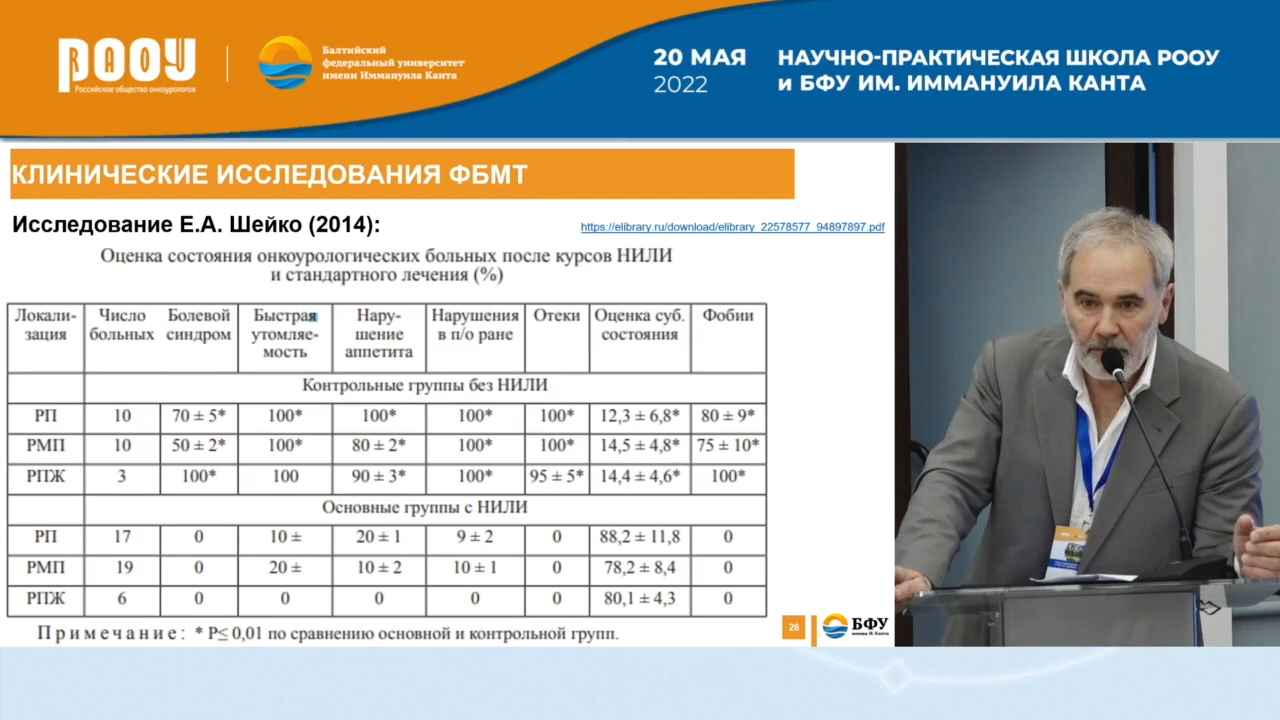 РООУ
RAOU
Российское общество онкоурологов
Балтийский
федеральный университет
имени Иммануила Канта
20 МАЯ
2022
НАУЧНО-ПРАКТИЧЕСКАЯ ШКОЛА РООУ
и БФУ ИМ. ИММАНУИЛА КАНТА
КЛИНИЧЕСКИЕ ИССЛЕДОВАНИЯ ФБМТ
Исследование Е.А. Шейко (2014):
https://elibrary.ru/download/elibrary_22578577_94897897.pdf
Оценка состояния онкоурологических больных после курсов НИЛИ
и стандартного лечения (%)
Локали-зация Число больных Болевой синдром Быстрая утомляе-мость Нару-шение аппетита Нарушения в п/о ране Отеки Оценка суб. состояния Фобии
Контрольные группы без НИЛИ
РП 10 70 ± 5* 100* 100* 100* 100* 12,3 ± 6,8* 80 ± 9*
РМП 10 50 ± 2* 100* 80 ± 2* 100* 100* 14,5 ± 4,8* 75 ± 10*
РПЖ 3 100* 100 90 ± 3* 100* 95 ± 5* 14,4 ± 4,6* 100*
Основные группы с НИЛИ
РП 17 0 10 ± 20 ± 1 9 ± 2 0 88,2 ± 11,8 0
РМП 19 0 20 ± 10 ± 2 10 ± 1 0 78,2 ± 8,4 0
РПЖ 6 0 0 0 0 0 80,1 ± 4,3 0
Примечание: * P≤ 0,01 по сравнению основной и контрольной групп.
26
БФУ
имени И. Канта